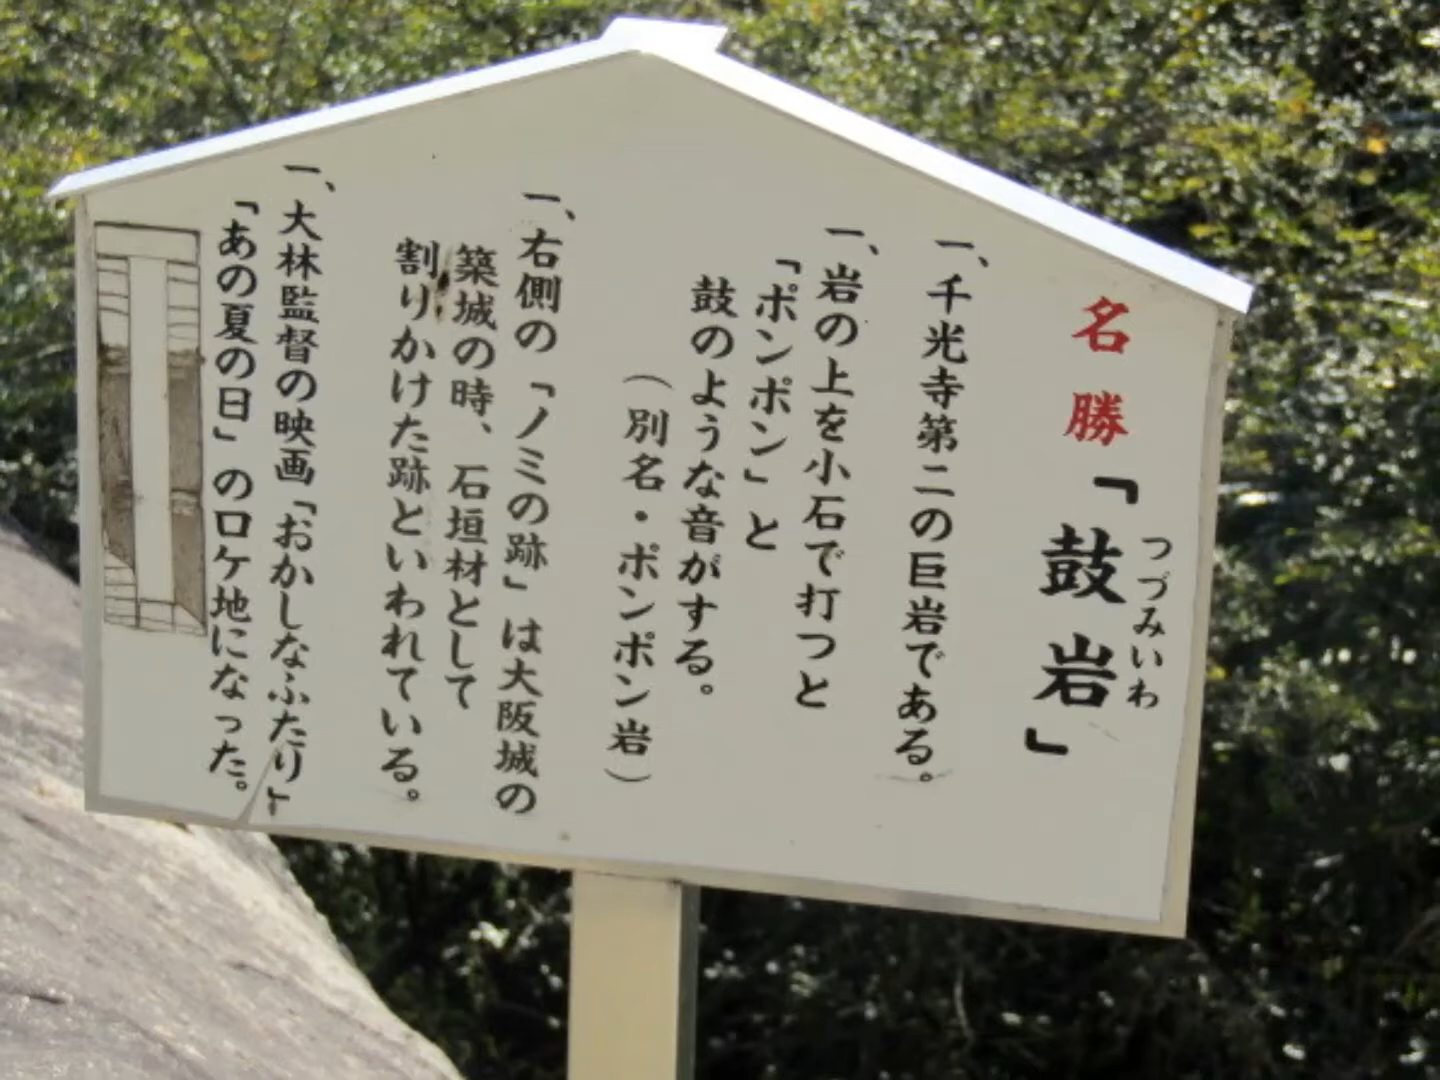 名勝「鼓岩」
つづみいわ
一、千光寺第二の巨岩である。
一、岩の上を小石で打つと
「ポンポン」と
鼓のような音がする。
（別名・ポンポン岩）
一、右側の「ノミの跡」は大阪城の
築城の時、石垣材として
割りかけた跡といわれている。
一、大林監督の映画「おかしなふたり」
「あの夏の日」のロケ地になった。